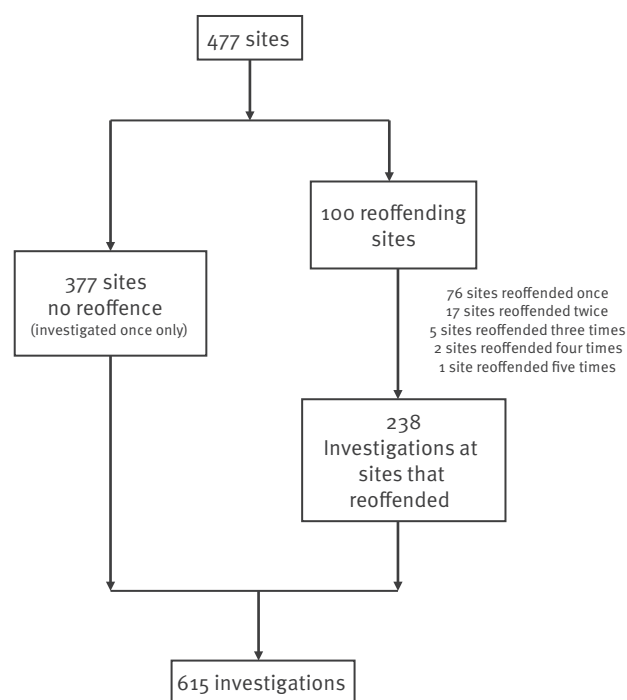 477 sites
100 reoffending
sites
377 sites
no reoffence
(investigated once only)
76 sites reoffended once
17 sites reoffended twice
5 sites reoffended three times
2 sites reoffended four times
1 site reoffended five times
238
Investigations at
sites that
reoffended
615 investigations